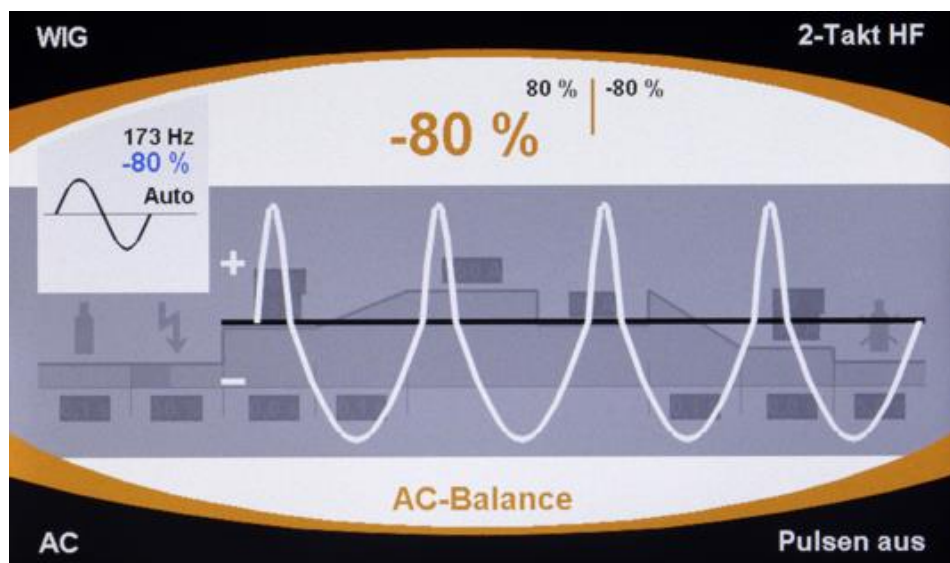 WIG
2-Takt HF
80 %
-80 %
-80 %
173 Hz
-80 %
Auto
+
−
AC-Balance
AC
Pulsen aus